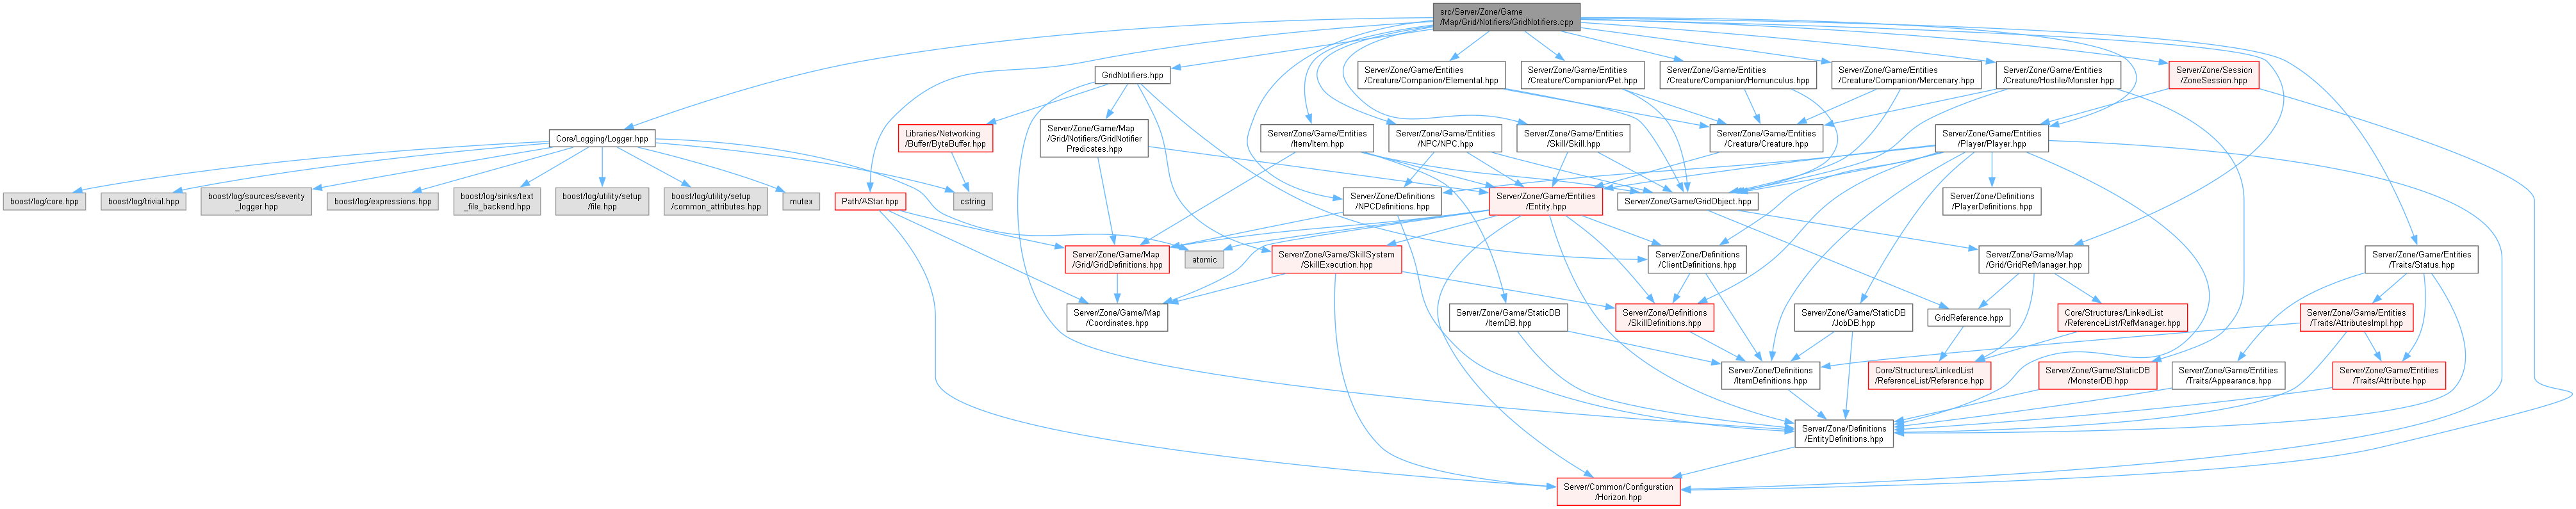 src/Server/Zone/Game
/Map/Grid/Notifiers/GridNotifiers.cpp
GridNotifiers.hpp
Server/Zone/Game/Entities
/Creature/Companion/Elemental.hpp
Server/Zone/Game/Entities
/Creature/Companion/Pet.hpp
Server/Zone/Game/Entities
/Creature/Companion/Homunculus.hpp
Server/Zone/Game/Entities
/Creature/Companion/Mercenary.hpp
Server/Zone/Game/Entities
/Creature/Hostile/Monster.hpp
Server/Zone/Session
/ZoneSession.hpp
Core/Logging/Logger.hpp
Libraries/Networking
/Buffer/ByteBuffer.hpp
Server/Zone/Game/Map
/Grid/Notifiers/GridNotifier
Predicates.hpp
Server/Zone/Game/Entities
/Item/Item.hpp
Server/Zone/Game/Entities
/NPC/NPC.hpp
Server/Zone/Game/Entities
/Skill/Skill.hpp
Server/Zone/Game/Entities
/Creature/Creature.hpp
Server/Zone/Game/Entities
/Player/Player.hpp
boost/log/core.hpp
boost/log/trivial.hpp
boost/log/sources/severity
_logger.hpp
boost/log/expressions.hpp
boost/log/sinks/text
_file_backend.hpp
boost/log/utility/setup
/file.hpp
boost/log/utility/setup
/common_attributes.hpp
mutex
Path/AStar.hpp
cstring
Server/Zone/Definitions
/NPCDefinitions.hpp
Server/Zone/Game/Entities
/Entity.hpp
Server/Zone/Game/GridObject.hpp
Server/Zone/Definitions
/PlayerDefinitions.hpp
Server/Zone/Game/Map
/Grid/GridDefinitions.hpp
atomic
Server/Zone/Game/SkillSystem
/SkillExecution.hpp
Server/Zone/Definitions
/ClientDefinitions.hpp
Server/Zone/Game/Map
/Grid/GridRefManager.hpp
Server/Zone/Game/Entities
/Traits/Status.hpp
Server/Zone/Game/Map
/Coordinates.hpp
Server/Zone/Game/StaticDB
/ItemDB.hpp
Server/Zone/Definitions
/SkillDefinitions.hpp
Server/Zone/Game/StaticDB
/JobDB.hpp
GridReference.hpp
Core/Structures/LinkedList
/ReferenceList/RefManager.hpp
Server/Zone/Game/Entities
/Traits/AttributesImpl.hpp
Server/Zone/Definitions
/ItemDefinitions.hpp
Core/Structures/LinkedList
/ReferenceList/Reference.hpp
Server/Zone/Game/StaticDB
/MonsterDB.hpp
Server/Zone/Game/Entities
/Traits/Appearance.hpp
Server/Zone/Game/Entities
/Traits/Attribute.hpp
Server/Zone/Definitions
/EntityDefinitions.hpp
Server/Common/Configuration
/Horizon.hpp